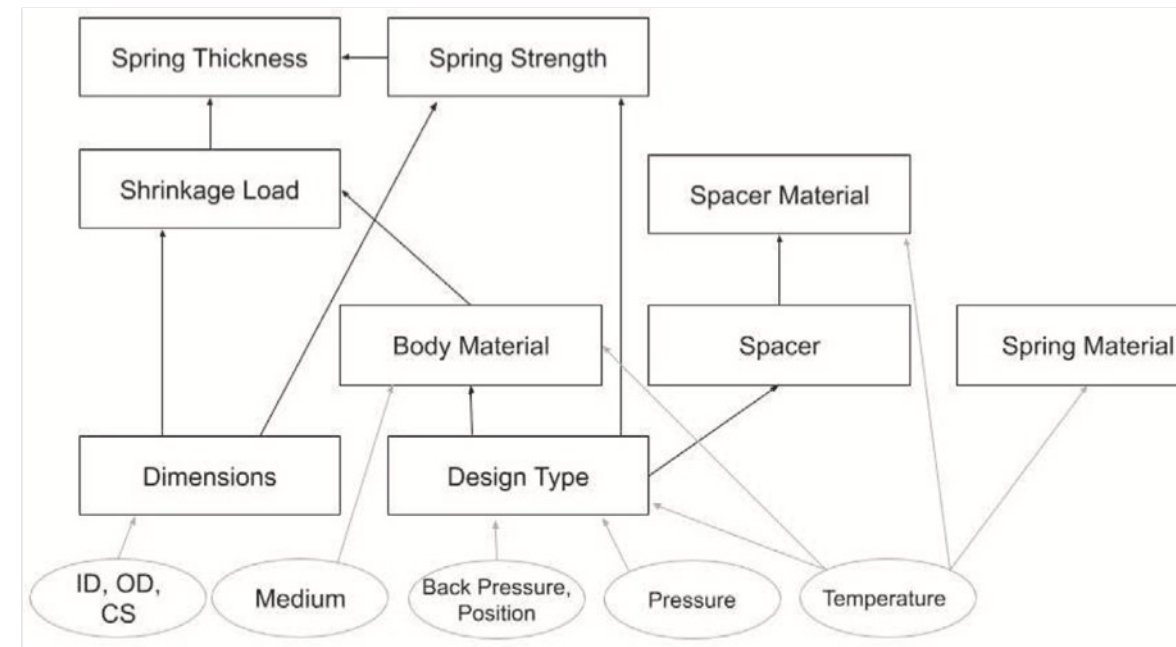 Spring Thickness
Spring Strength
Shrinkage Load
Spacer Material
Body Material
Spacer
Spring Material
Dimensions
Design Type
ID, OD,
CS
Medium
Back Pressure,
Position
Pressure
Temperature